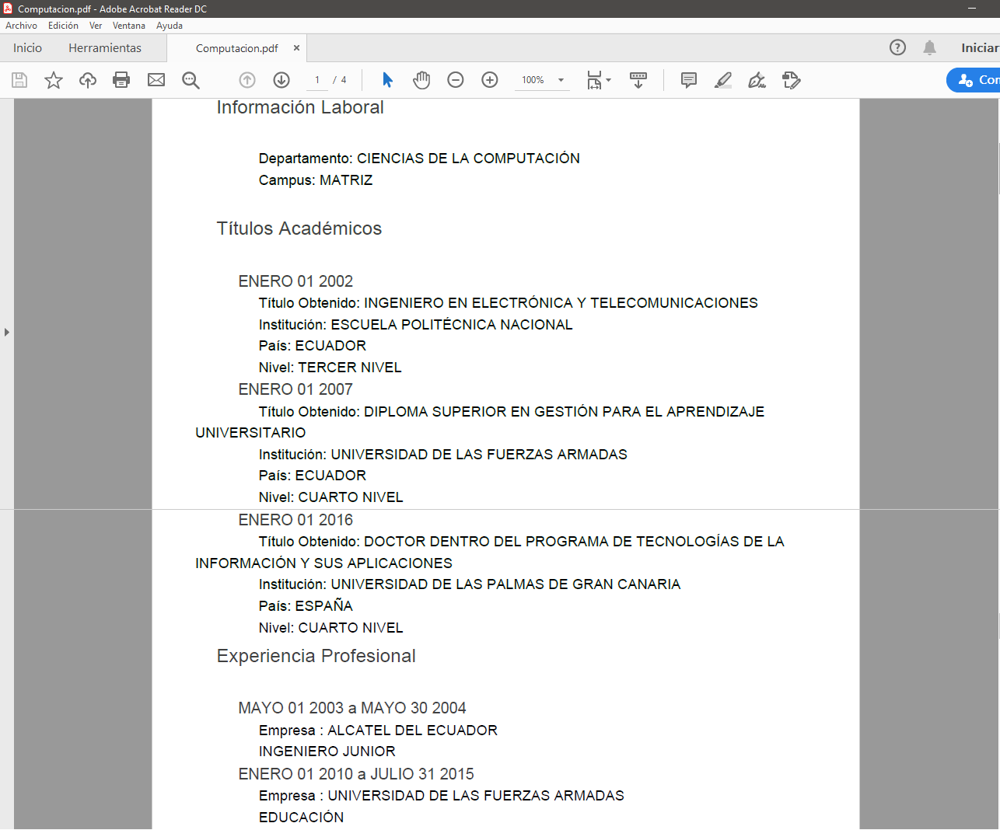 Computacion.pdf - Adobe Acrobat Reader DC
Archivo Edición Ver Ventana Ayuda
Inicio Herramientas Computacion.pdf × Iniciar
1 / 4 100%
Información Laboral
Departamento: CIENCIAS DE LA COMPUTACIÓN
Campus: MATRIZ
Títulos Académicos
ENERO 01 2002
Título Obtenido: INGENIERO EN ELECTRÓNICA Y TELECOMUNICACIONES
Institución: ESCUELA POLITÉCNICA NACIONAL
País: ECUADOR
Nivel: TERCER NIVEL
ENERO 01 2007
Título Obtenido: DIPLOMA SUPERIOR EN GESTIÓN PARA EL APRENDIZAJE
UNIVERSITARIO
Institución: UNIVERSIDAD DE LAS FUERZAS ARMADAS
País: ECUADOR
Nivel: CUARTO NIVEL
ENERO 01 2016
Título Obtenido: DOCTOR DENTRO DEL PROGRAMA DE TECNOLOGÍAS DE LA
INFORMACIÓN Y SUS APLICACIONES
Institución: UNIVERSIDAD DE LAS PALMAS DE GRAN CANARIA
País: ESPAÑA
Nivel: CUARTO NIVEL
Experiencia Profesional
MAYO 01 2003 a MAYO 30 2004
Empresa : ALCATEL DEL ECUADOR
INGENIERO JUNIOR
ENERO 01 2010 a JULIO 31 2015
Empresa : UNIVERSIDAD DE LAS FUERZAS ARMADAS
EDUCACIÓN